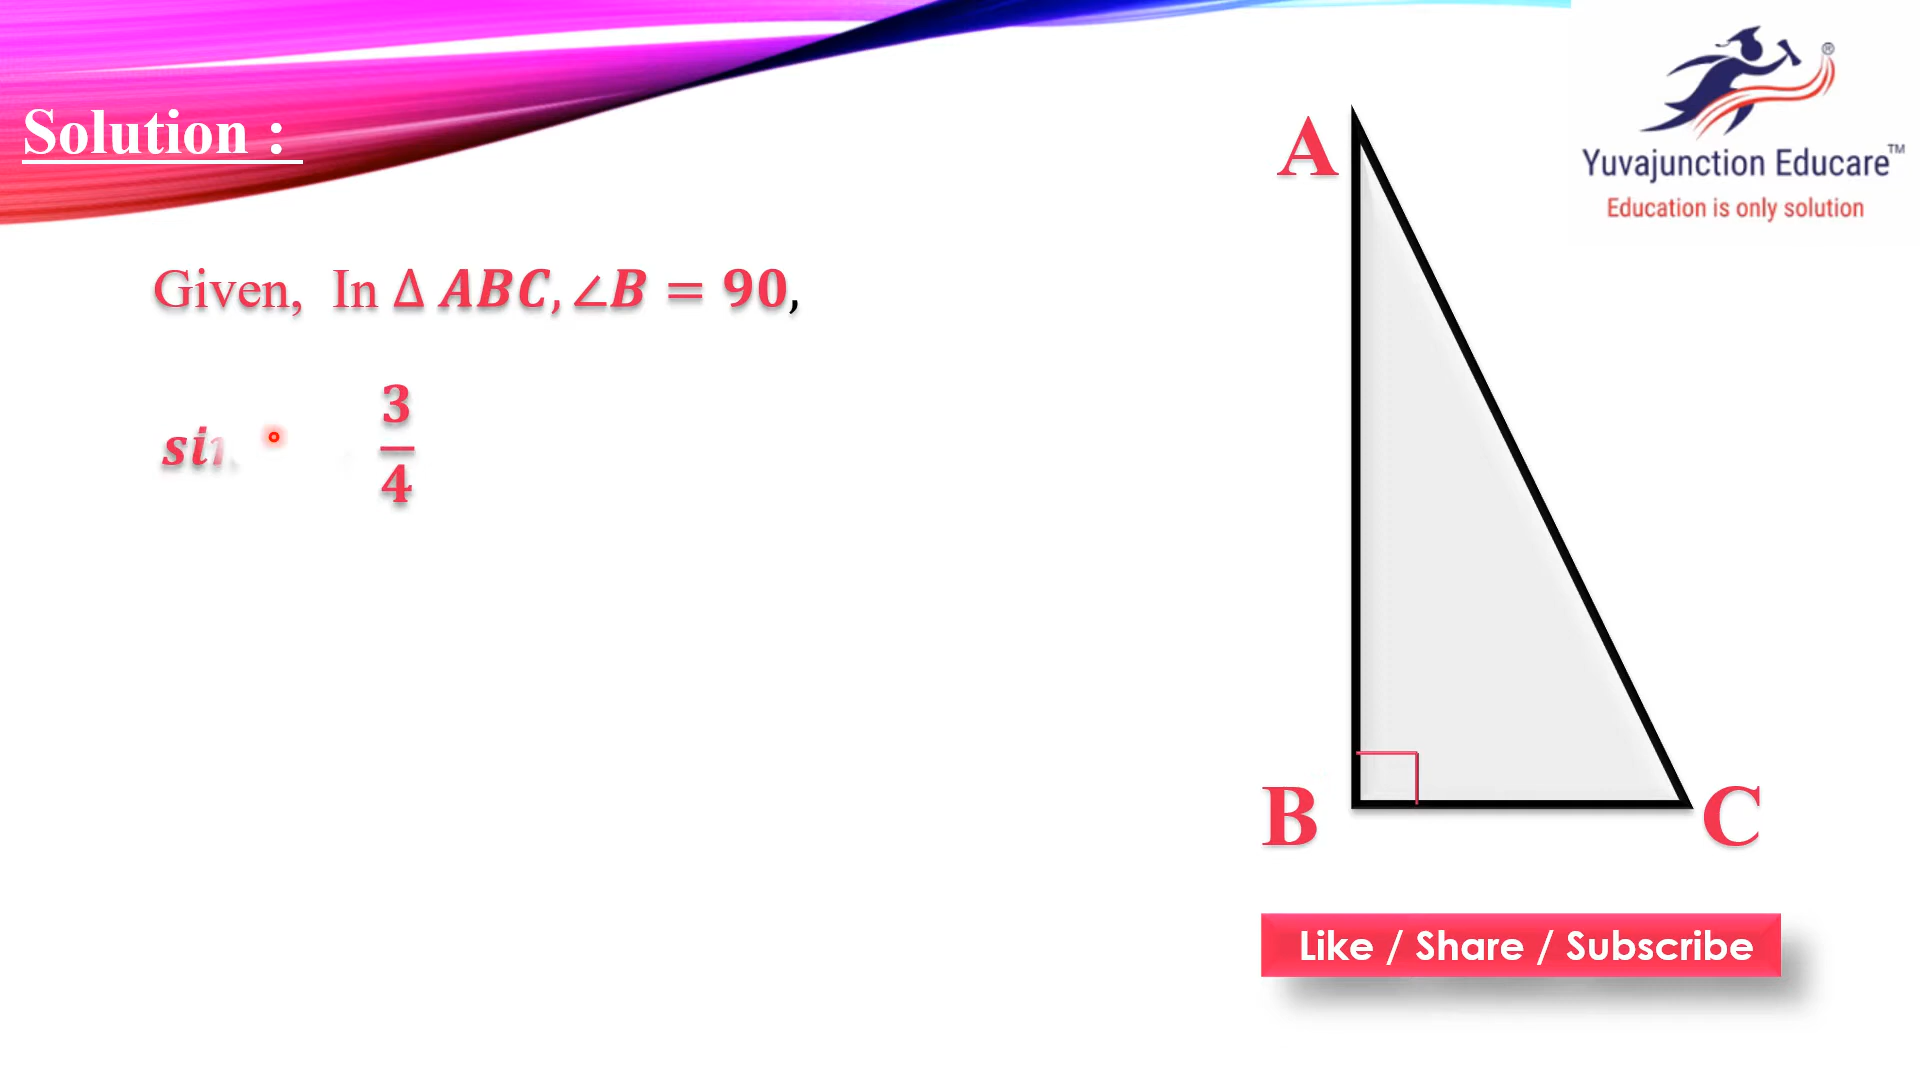 Solution :
Yuvajunction Educare™
®
Education is only solution
Given, In Δ ABC, ∠B = 90,
3/4
A
B
C
Like / Share / Subscribe